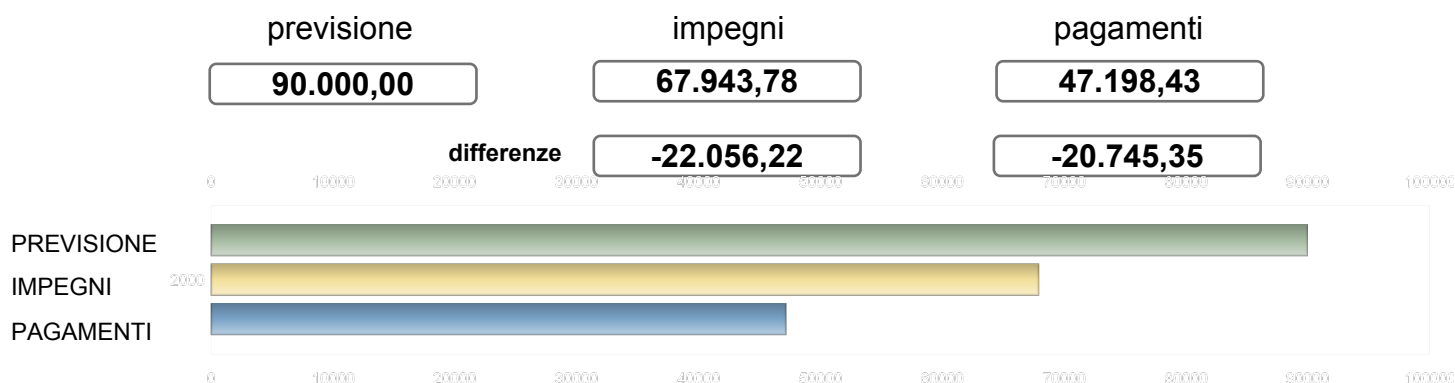 previsione impegni pagamenti
90.000,00 67.943,78 47.198,43
differenze -22.056,22 -20.745,35
0 10000 20000 30000 40000 50000 60000 70000 80000 90000 100000
PREVISIONE
2000
IMPEGNI
PAGAMENTI
0 10000 20000 30000 40000 50000 60000 70000 80000 90000 100000